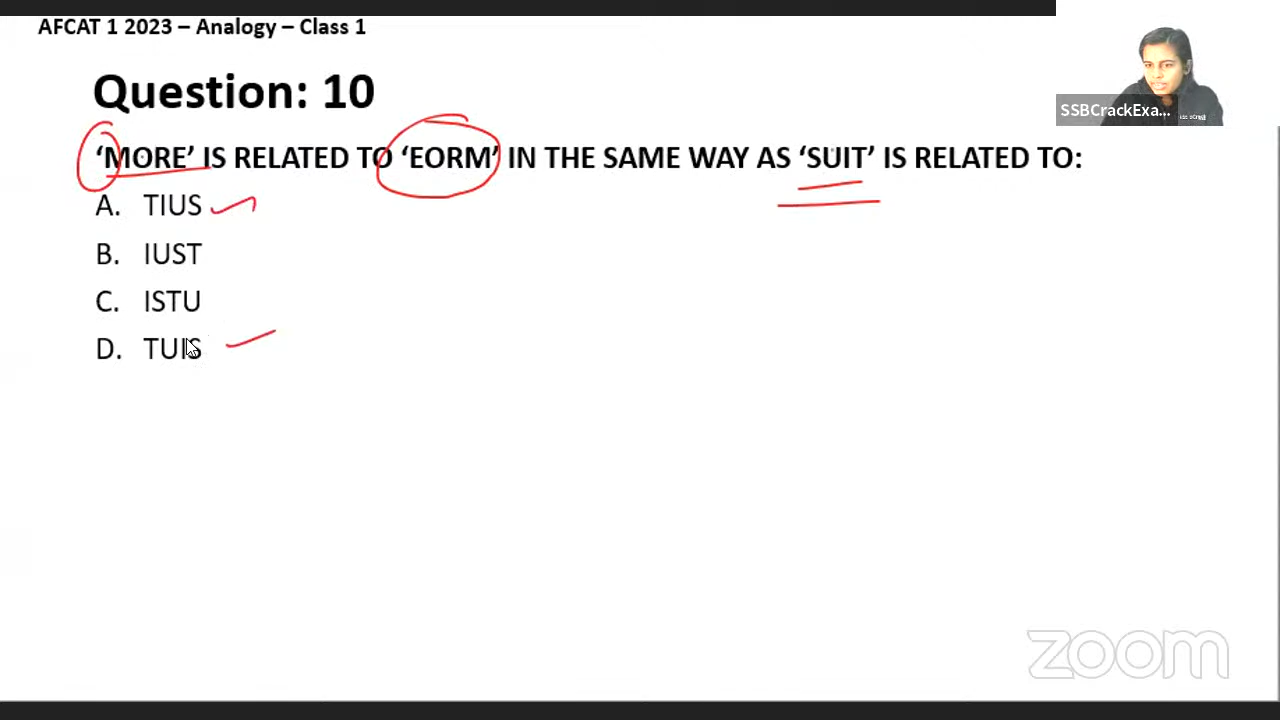 AFCAT 1 2023 – Analogy – Class 1
Question: 10
SSBCrackExa...
‘MORE’ IS RELATED TO ‘EORM’ IN THE SAME WAY AS ‘SUIT’ IS RELATED TO:
A. TIUS
B. IUST
C. ISTU
D. TUIS
zoom